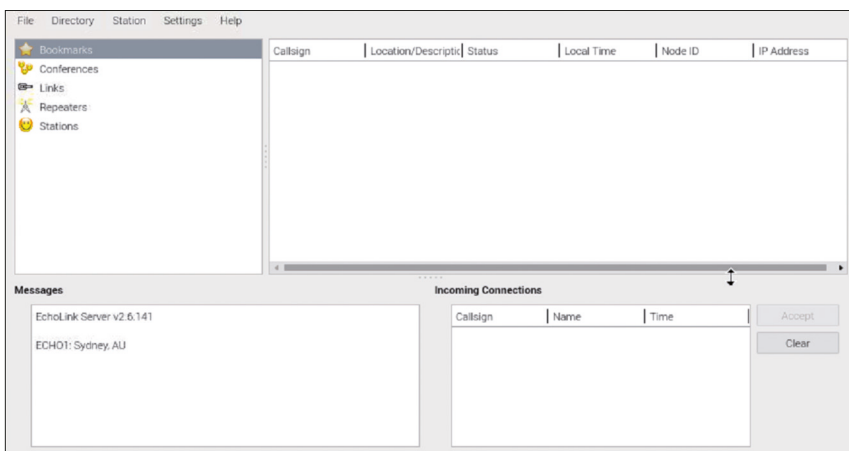 File Directory Station Settings Help
Bookmarks
Conferences
Links
Repeaters
Stations
Callsign Location/Descriptic Status Local Time Node ID IP Address
Messages
EchoLink Server v2.6.141
ECHO1: Sydney, AU
Incoming Connections
Callsign Name Time
Accept
Clear